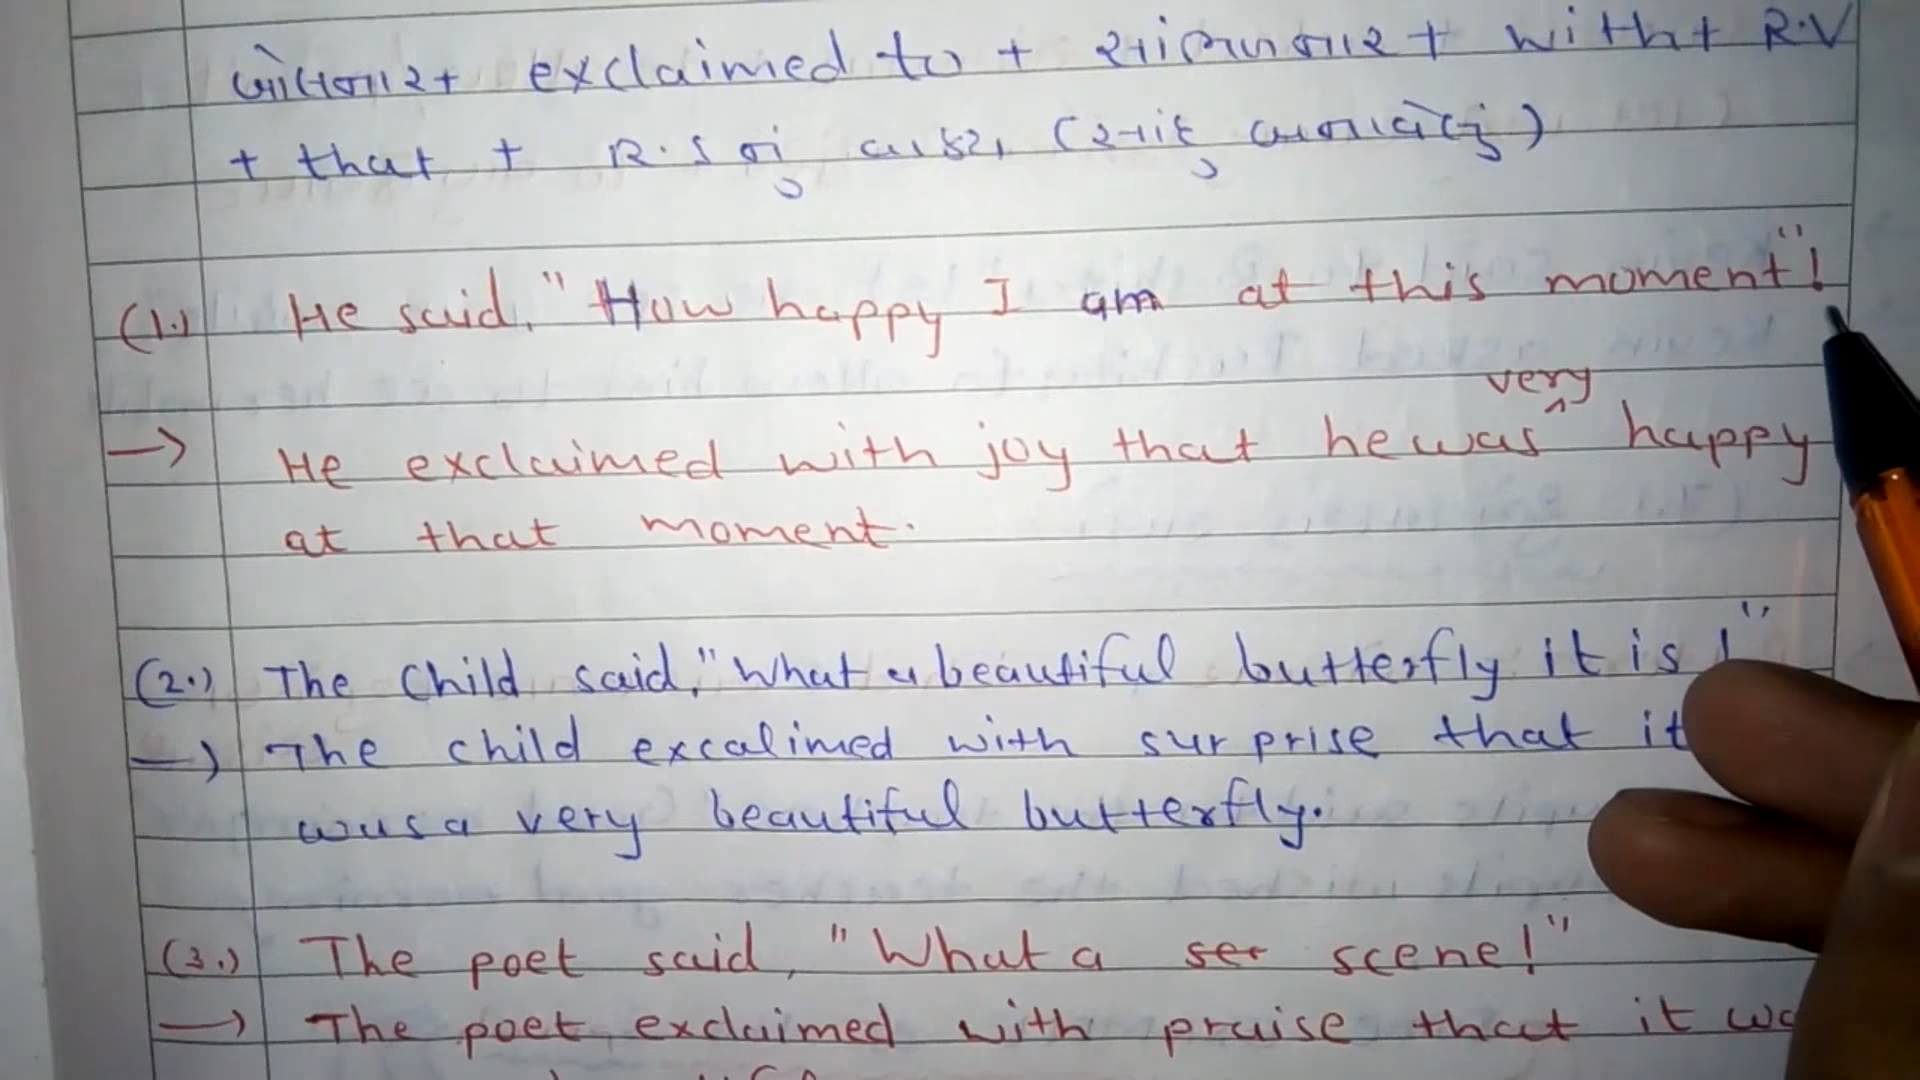 બોલનાર + exclaimed to + સાંભળનાર + with + R.V
+ that + R.S નું વાક્ય (સાદું બનાવવું)
(1.) He said, "How happy I am at this moment"!
very
→ He exclaimed with joy that he was ^ happy
at that moment.
(2.) The Child said, "What a beautiful butterfly it is!"
→ The child excalimed with surprise that it
was a very beautiful butterfly.
(3.) The poet said, "What a scene!"
→ The poet exclaimed with praise that it